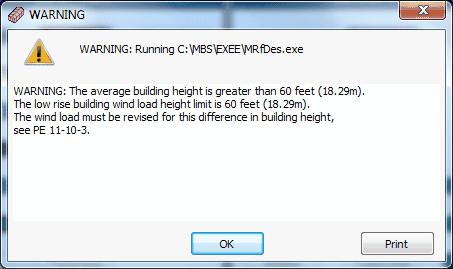 WARNING
WARNING: Running C:\MBS\EXEE\MRfDes.exe
WARNING: The average building height is greater than 60 feet (18.29m).
The low rise building wind load height limit is 60 feet (18.29m).
The wind load must be revised for this difference in building height,
see PE 11-10-3.
OK
Print